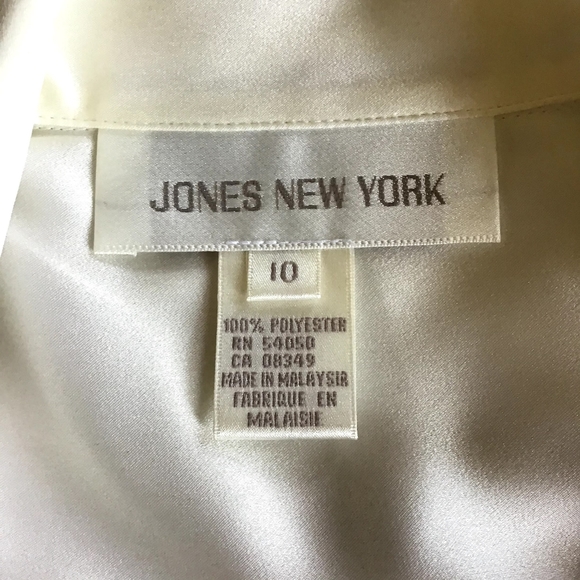 JONES NEW YORK
10
100% POLYESTER
RN 54050
CA 08349
MADE IN MALAYSIA
FABRIQUE EN
MALAISIE